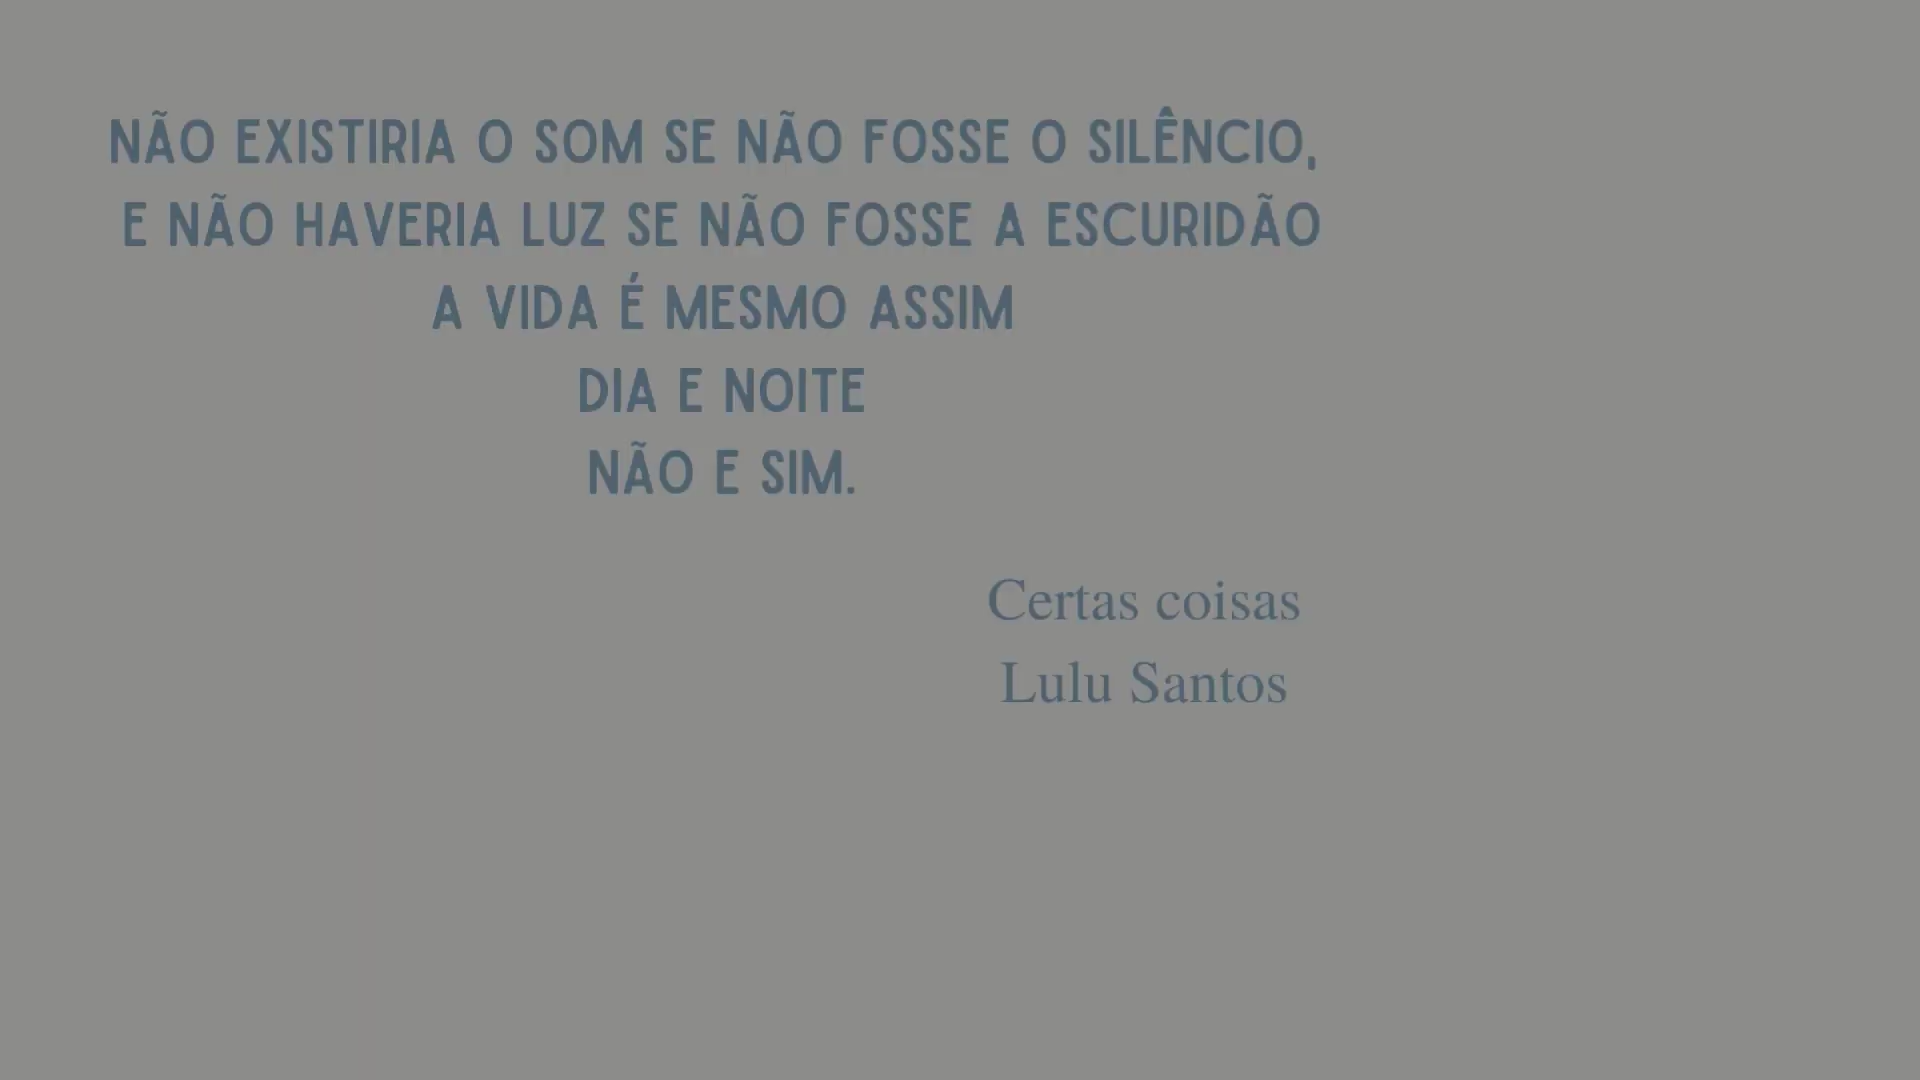 NÃO EXISTIRIA O SOM SE NÃO FOSSE O SILÊNCIO,
E NÃO HAVERIA LUZ SE NÃO FOSSE A ESCURIDÃO
A VIDA É MESMO ASSIM
DIA E NOITE
NÃO E SIM.
Certas coisas
Lulu Santos